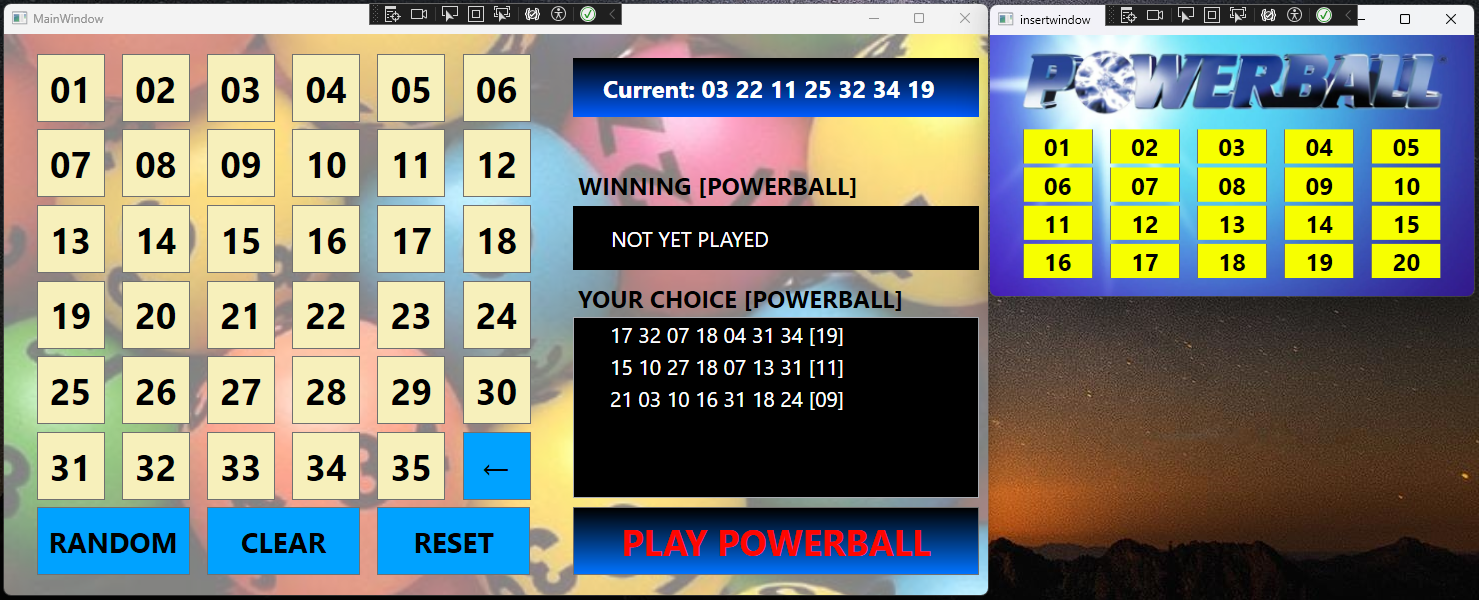 MainWindow
01 02 03 04 05 06
07 08 09 10 11 12
13 14 15 16 17 18
19 20 21 22 23 24
25 26 27 28 29 30
31 32 33 34 35 ←
RANDOM CLEAR RESET
Current: 03 22 11 25 32 34 19
WINNING [POWERBALL]
NOT YET PLAYED
YOUR CHOICE [POWERBALL]
17 32 07 18 04 31 34 [19]
15 10 27 18 07 13 31 [11]
21 03 10 16 31 18 24 [09]
PLAY POWERBALL
insertwindow
POWERBALL
01 02 03 04 05
06 07 08 09 10
11 12 13 14 15
16 17 18 19 20